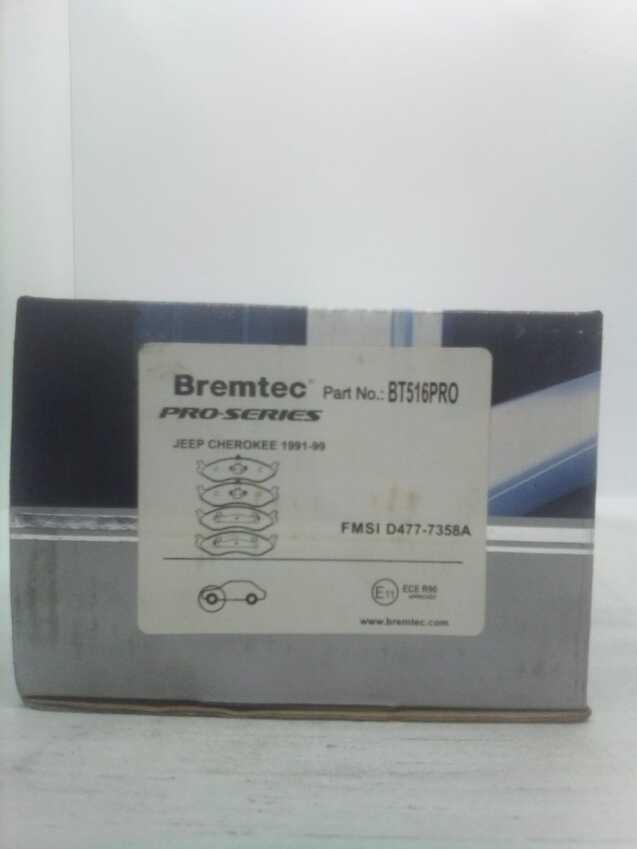 Bremtec® Part No.: BT516PRO
PRO-SERIES
JEEP CHEROKEE 1991-99
FMSI D477-7358A
E11 ECE R90
APPROVED
www.bremtec.com